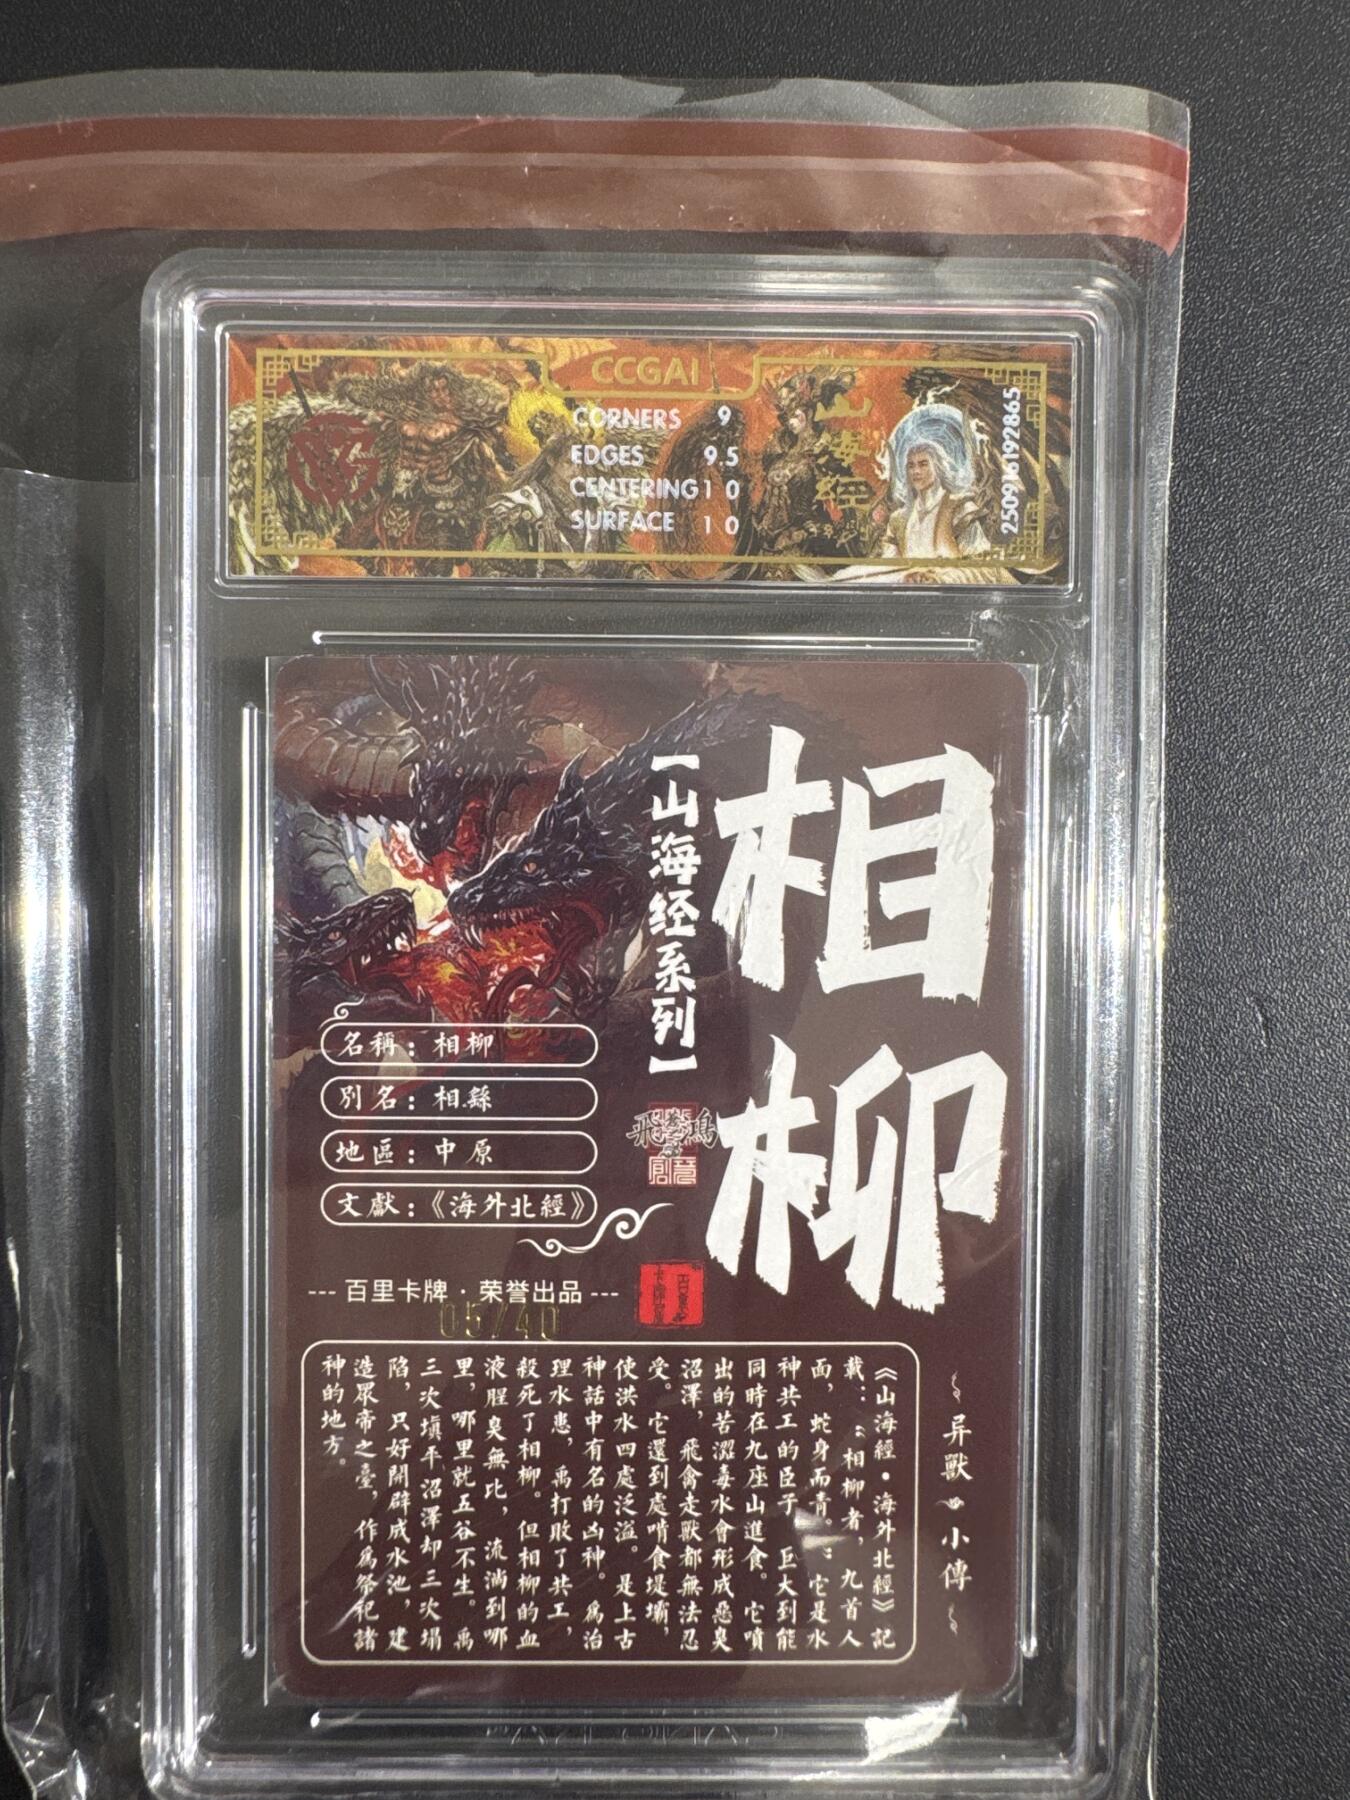 CCGAI
CORNERS 9
EDGES 9.5
CENTERING 10
SURFACE 10
山海经
250916192865
相柳
【山海经系列】
飛鴻
名稱：相柳
別名：相繇
地區：中原
文獻：《海外北經》
--- 百里卡牌 · 荣誉出品 ---
05/40
异獸
小傳
《山海經·海外北經》記
載：“相柳者，九首人
面，蛇身而青。”它是水
神共工的臣子，巨大到能
同時在九座山進食。它噴
出的苦澀毒水會形成惡臭
沼澤，飛禽走獸都無法忍
受。它還到處啃食堤壩，
使洪水四處泛溢。是上古
神話中有名的凶神。爲治
理水患，禹打敗了共工，
殺死了相柳。但相柳的血
液腥臭無比，流淌到哪
里，哪里就五谷不生。禹
三次填平沼澤却三次塌
陷，只好開辟成水池，建
造眾帝之臺，作爲祭祀諸
神的地方。